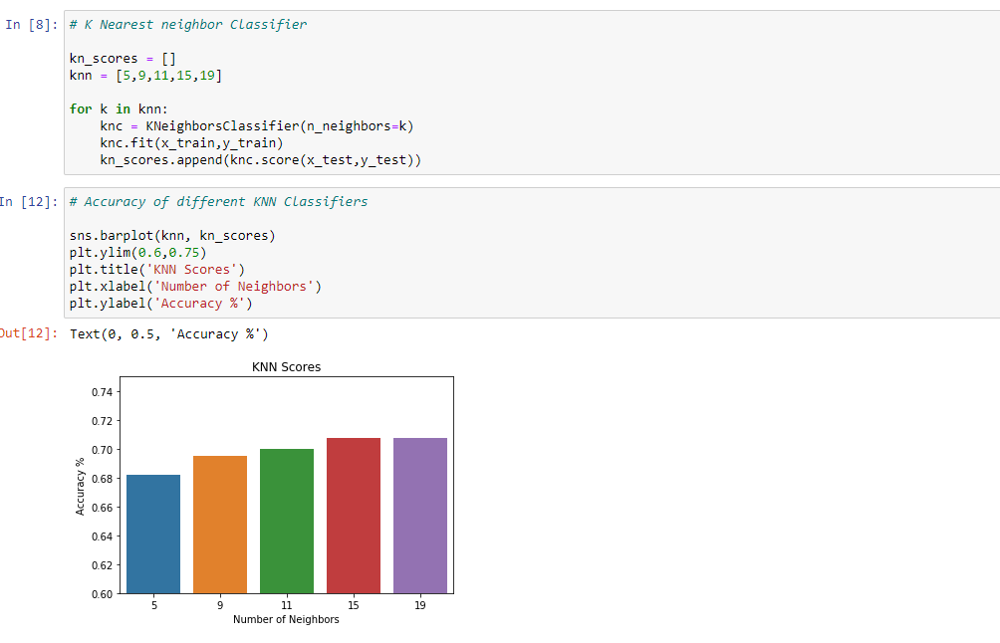 In [8]: # K Nearest neighbor Classifier
kn_scores = []
knn = [5,9,11,15,19]
for k in knn:
knc = KNeighborsClassifier(n_neighbors=k)
knc.fit(x_train,y_train)
kn_scores.append(knc.score(x_test,y_test))
In [12]: # Accuracy of different KNN Classifiers
sns.barplot(knn, kn_scores)
plt.ylim(0.6,0.75)
plt.title('KNN Scores')
plt.xlabel('Number of Neighbors')
plt.ylabel('Accuracy %')
Out[12]: Text(0, 0.5, 'Accuracy %')
KNN Scores
0.74
0.72
0.70
0.68
0.66
0.64
0.62
0.60
Accuracy %
5 9 11 15 19
Number of Neighbors